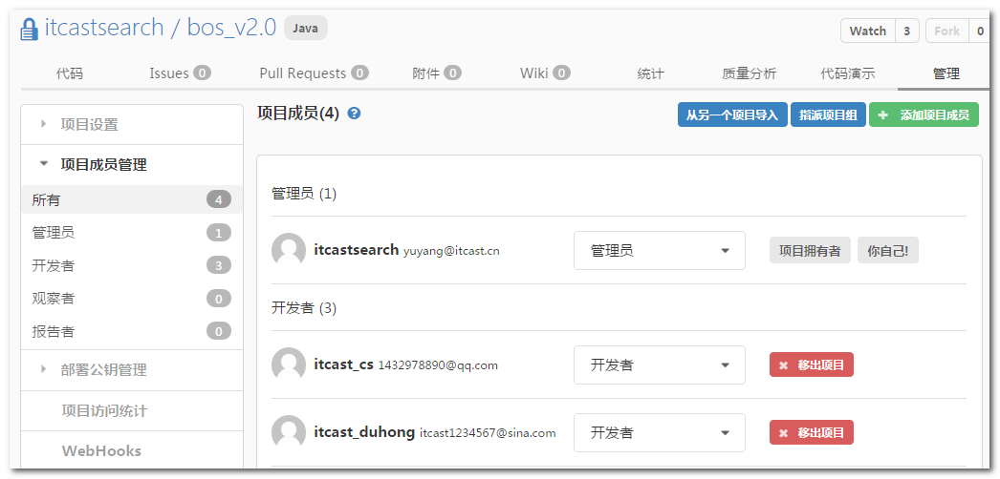 itcastsearch / bos_v2.0 Java Watch 3 Fork 0
代码 Issues 0 Pull Requests 0 附件 0 Wiki 0 统计 质量分析 代码演示 管理
项目设置
项目成员管理
所有 4
管理员 1
开发者 3
观察者 0
报告者 0
部署公钥管理
项目访问统计
WebHooks
项目成员(4) ? 从另一个项目导入 指派项目组 + 添加项目成员
管理员 (1)
itcastsearch yuyang@itcast.cn 管理员 项目拥有者 你自己!
开发者 (3)
itcast_cs 1432978890@qq.com 开发者 移出项目
itcast_duhong itcast1234567@sina.com 开发者 移出项目